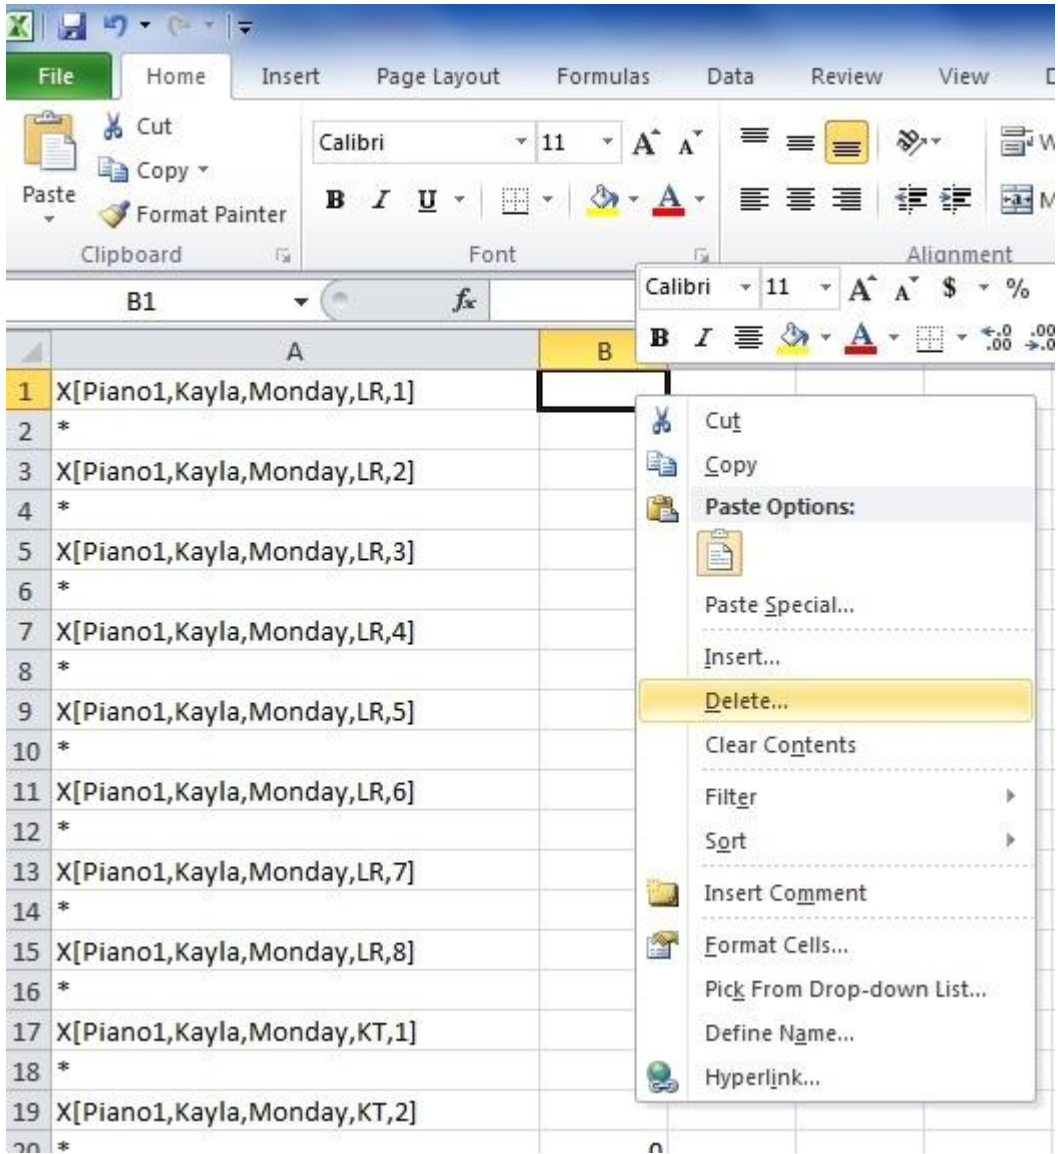 File Home Insert Page Layout Formulas Data Review View
Cut
Calibri 11 A A
Copy
Paste
Format Painter
B I U A
Clipboard Font Alignment
Calibri 11 A A $ %
B1 fx
B I A .0 .00 .00
A B
1 X[Piano1,Kayla,Monday,LR,1]
2 *
3 X[Piano1,Kayla,Monday,LR,2]
4 *
5 X[Piano1,Kayla,Monday,LR,3]
6 *
7 X[Piano1,Kayla,Monday,LR,4]
8 *
9 X[Piano1,Kayla,Monday,LR,5]
10 *
11 X[Piano1,Kayla,Monday,LR,6]
12 *
13 X[Piano1,Kayla,Monday,LR,7]
14 *
15 X[Piano1,Kayla,Monday,LR,8]
16 *
17 X[Piano1,Kayla,Monday,KT,1]
18 *
19 X[Piano1,Kayla,Monday,KT,2]
20 * 0
Cut
Copy
Paste Options:
Paste Special...
Insert...
Delete...
Clear Contents
Filter
Sort
Insert Comment
Format Cells...
Pick From Drop-down List...
Define Name...
Hyperlink...